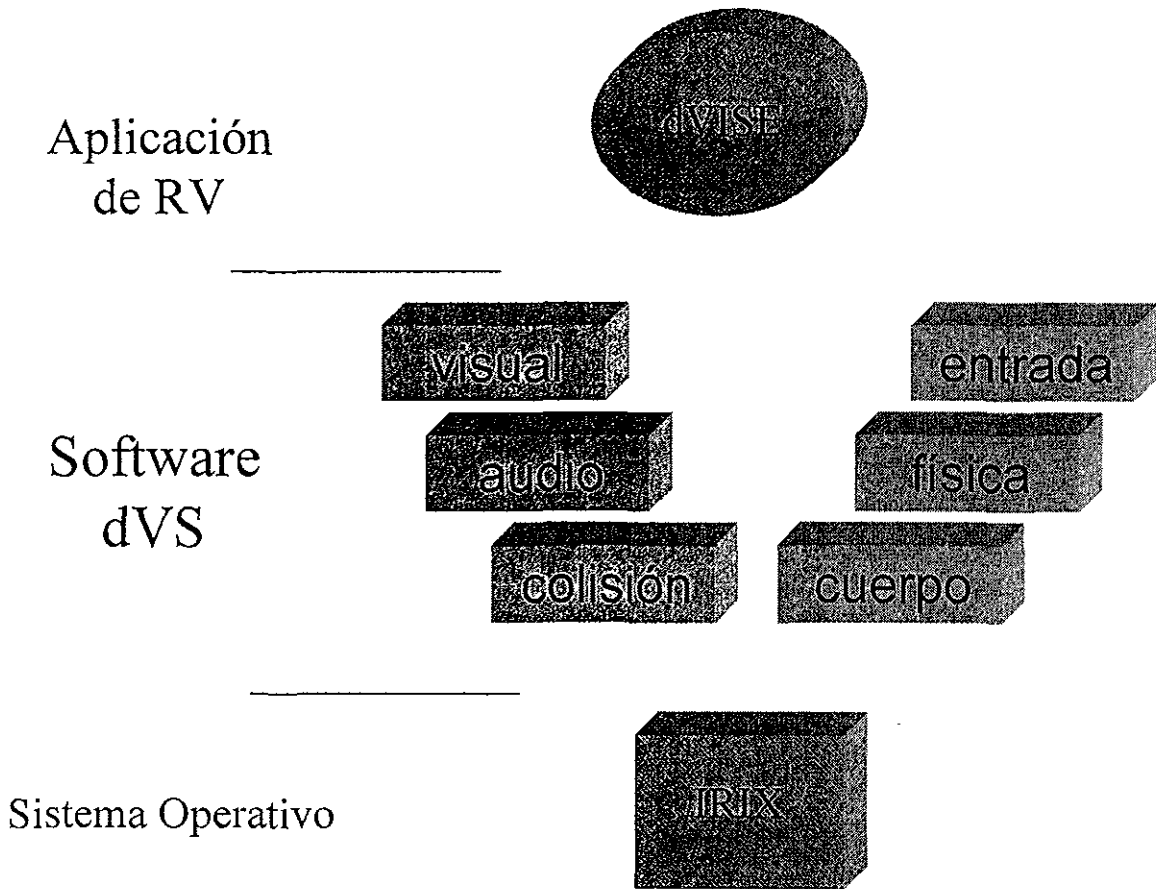 dVISE
Aplicación
de RV
visual
entrada
audio
física
Software
dVS
colisión
cuerpo
IRIX
Sistema Operativo